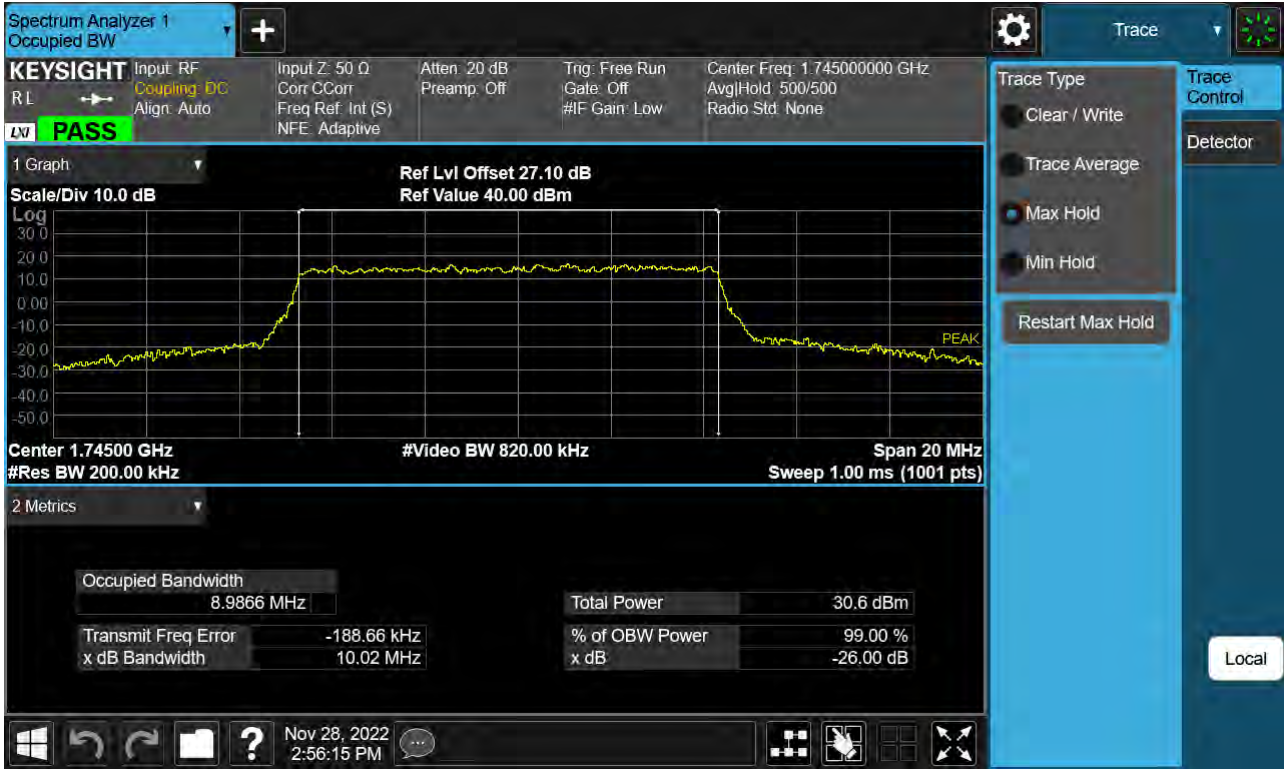 Spectrum Analyzer 1
Occupied BW
+
Trace
KEYSIGHT
RL
LXI PASS
Input: RF
Coupling: DC
Align: Auto
Input Z: 50 Ω
Corr CCorr
Freq Ref: Int (S)
NFE: Adaptive
Atten: 20 dB
Preamp: Off
Trig: Free Run
Gate: Off
#IF Gain: Low
Center Freq: 1.745000000 GHz
Avg|Hold: 500/500
Radio Std: None
1 Graph
Scale/Div 10.0 dB
Ref Lvl Offset 27.10 dB
Ref Value 40.00 dBm
Log
30.0
20.0
10.0
0.00
-10.0
-20.0
-30.0
-40.0
-50.0
PEAK
Center 1.74500 GHz
#Video BW 820.00 kHz
Span 20 MHz
#Res BW 200.00 kHz
Sweep 1.00 ms (1001 pts)
2 Metrics
Occupied Bandwidth
8.9866 MHz
Transmit Freq Error -188.66 kHz
x dB Bandwidth 10.02 MHz
Total Power 30.6 dBm
% of OBW Power 99.00 %
x dB -26.00 dB
Trace Type
Clear / Write
Trace Average
Max Hold
Min Hold
Restart Max Hold
Trace
Control
Detector
Local
?
Nov 28, 2022
2:56:15 PM